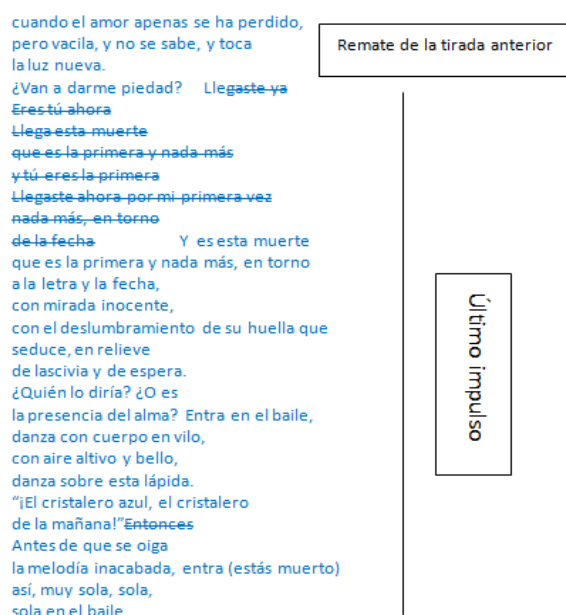 cuando el amor apenas se ha perdido,
pero vacila, y no se sabe, y toca
la luz nueva.
¿Van a darme piedad? Llegaste ya
Eres tú ahora
Llega esta muerte
que es la primera y nada más
y tú eres la primera
Llegaste ahora por mi primera vez
nada más, en torno
de la fecha Y es esta muerte
que es la primera y nada más, en torno
a la letra y la fecha,
con mirada inocente,
con el deslumbramiento de su huella que
seduce, en relieve
de lascivia y de espera.
¿Quién lo diría? ¿O es
la presencia del alma? Entra en el baile,
danza con cuerpo en vilo,
con aire altivo y bello,
danza sobre esta lápida.
“¡El cristalero azul, el cristalero
de la mañana!”Entonces
Antes de que se oiga
la melodía inacabada, entra (estás muerto)
así, muy sola, sola,
sola en el baile
Remate de la tirada anterior
Último impulso